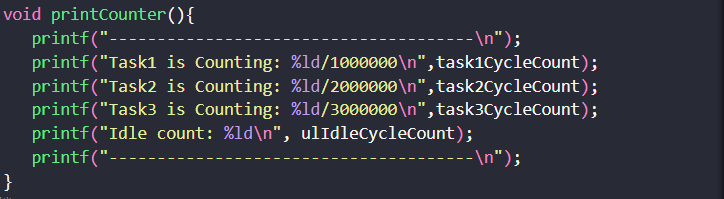 void printCounter(){
   printf("---------------------------------------\n");
   printf("Task1 is Counting: %ld/1000000\n",task1CycleCount);
   printf("Task2 is Counting: %ld/2000000\n",task2CycleCount);
   printf("Task3 is Counting: %ld/3000000\n",task3CycleCount);
   printf("Idle count: %ld\n", ulIdleCycleCount);
   printf("---------------------------------------\n");
}